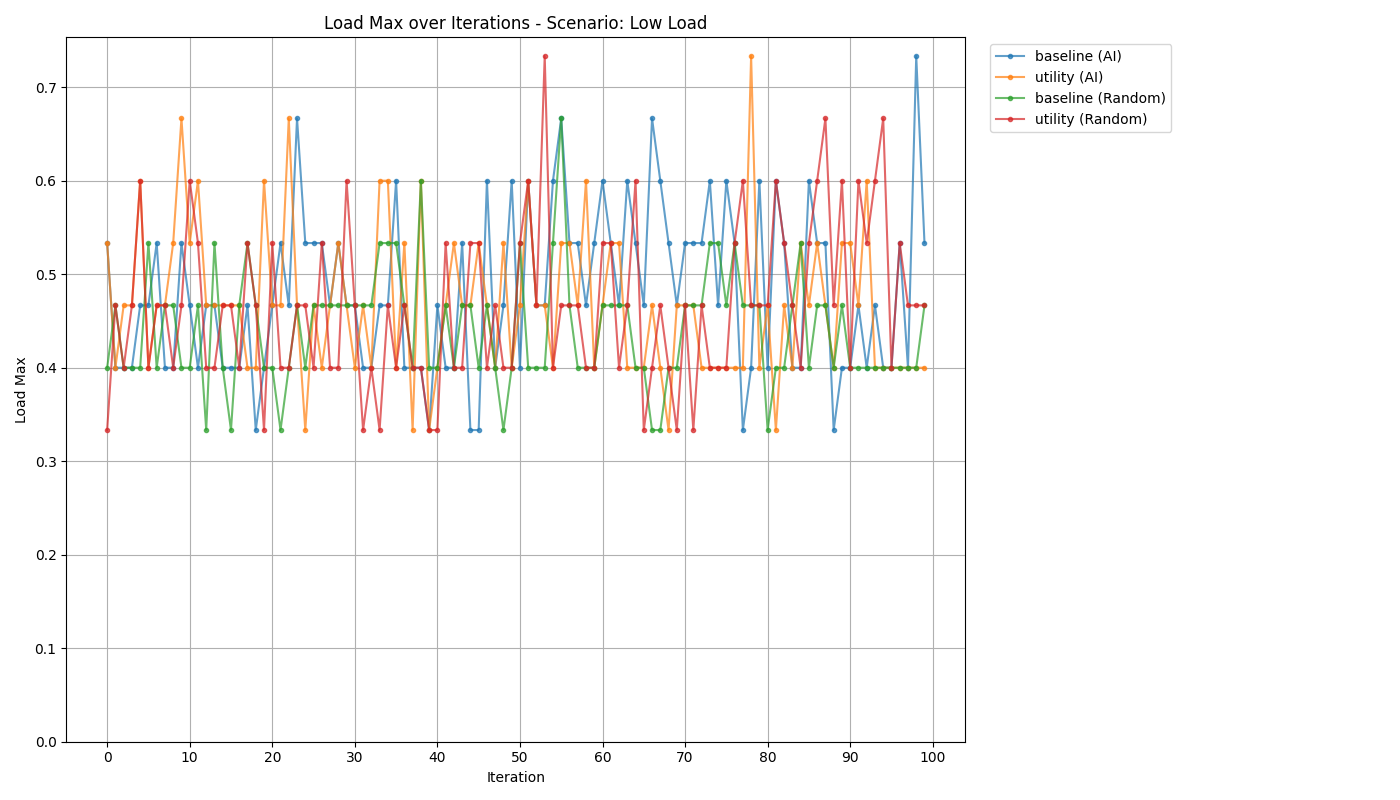 Load Max over Iterations - Scenario: Low Load
baseline (AI)
utility (AI)
baseline (Random)
utility (Random)
0.7
0.6
0.5
0.4
0.3
0.2
0.1
0.0
Load Max
0 10 20 30 40 50 60 70 80 90 100
Iteration